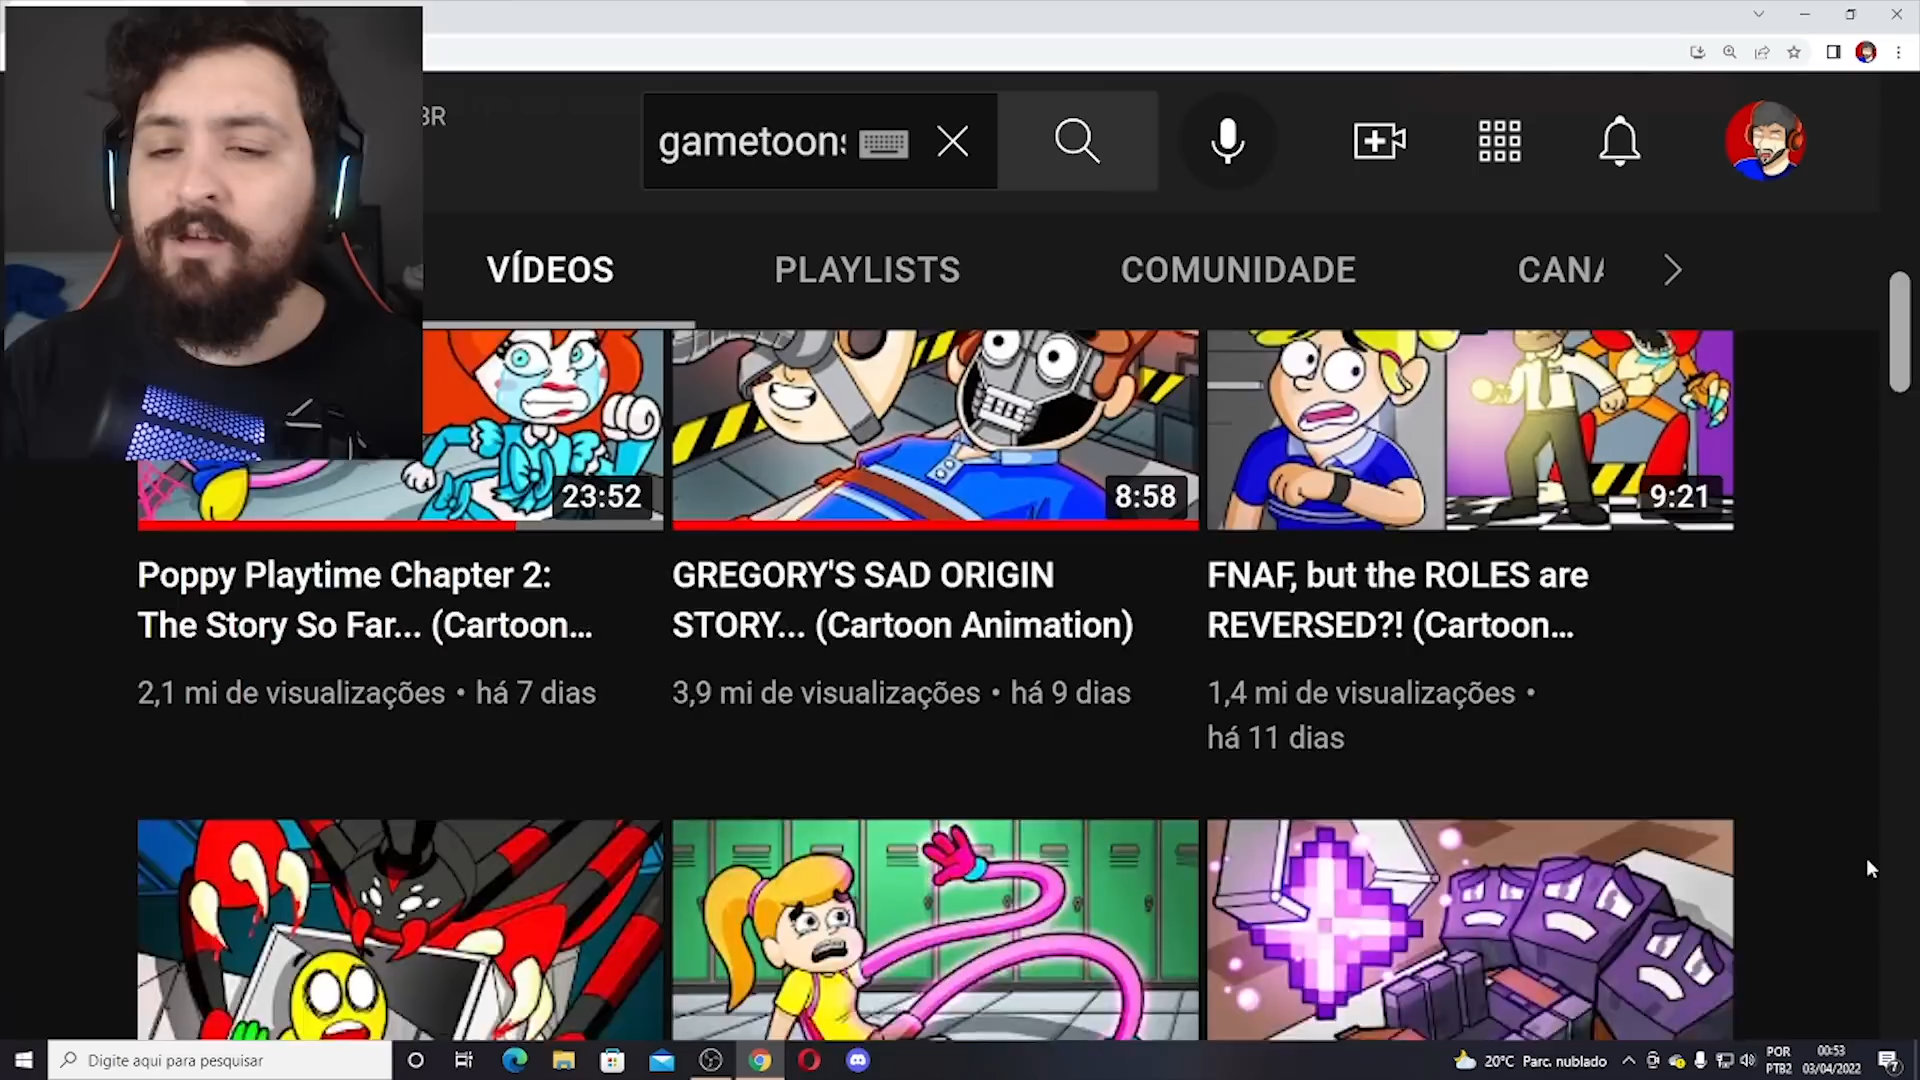 BR
gametoons
VÍDEOS
PLAYLISTS
COMUNIDADE
CANA
23:52
8:58
9:21
Poppy Playtime Chapter 2:
The Story So Far... (Cartoon...
2,1 mi de visualizações • há 7 dias
GREGORY'S SAD ORIGIN
STORY... (Cartoon Animation)
3,9 mi de visualizações • há 9 dias
FNAF, but the ROLES are
REVERSED?! (Cartoon...
1,4 mi de visualizações •
há 11 dias
Digite aqui para pesquisar
20°C Parc. nublado
POR
PTB2
00:53
03/04/2022
7